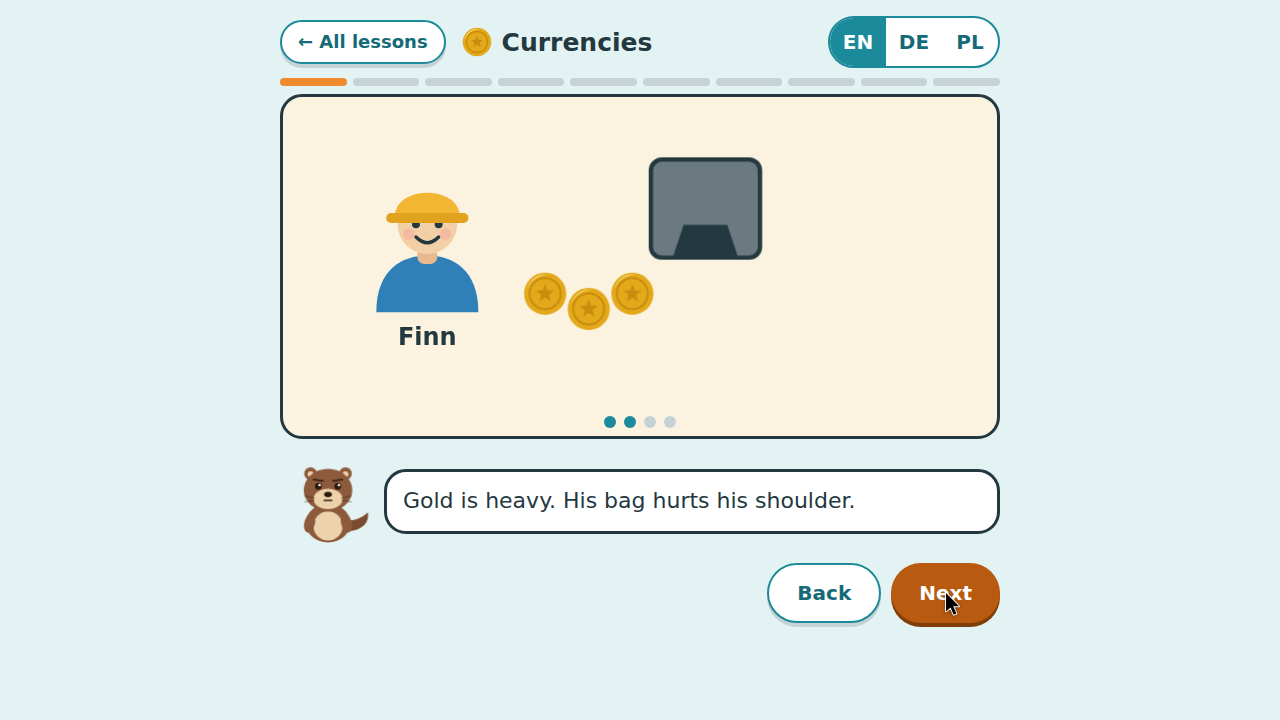 ← All lessons
Currencies
EN DE PL
Finn
Gold is heavy. His bag hurts his shoulder.
Back
Next